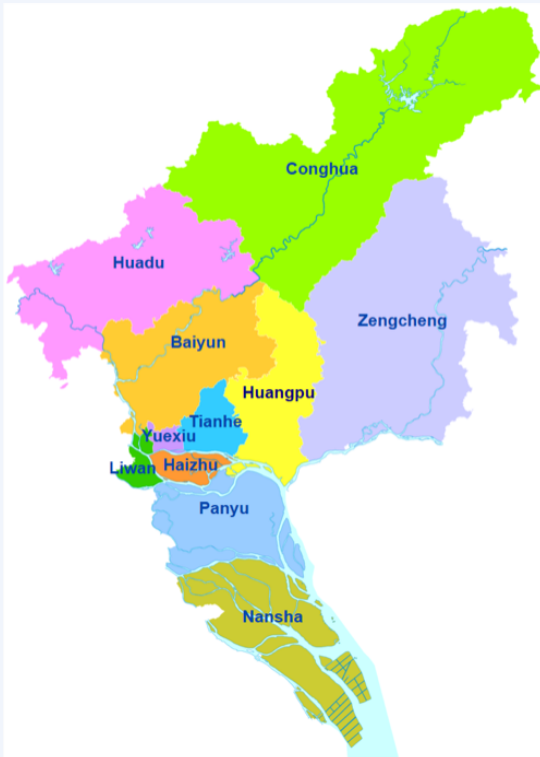 Conghua
Huadu
Zengcheng
Baiyun
Huangpu
Tianhe
Yuexiu
Liwan
Haizhu
Panyu
Nansha